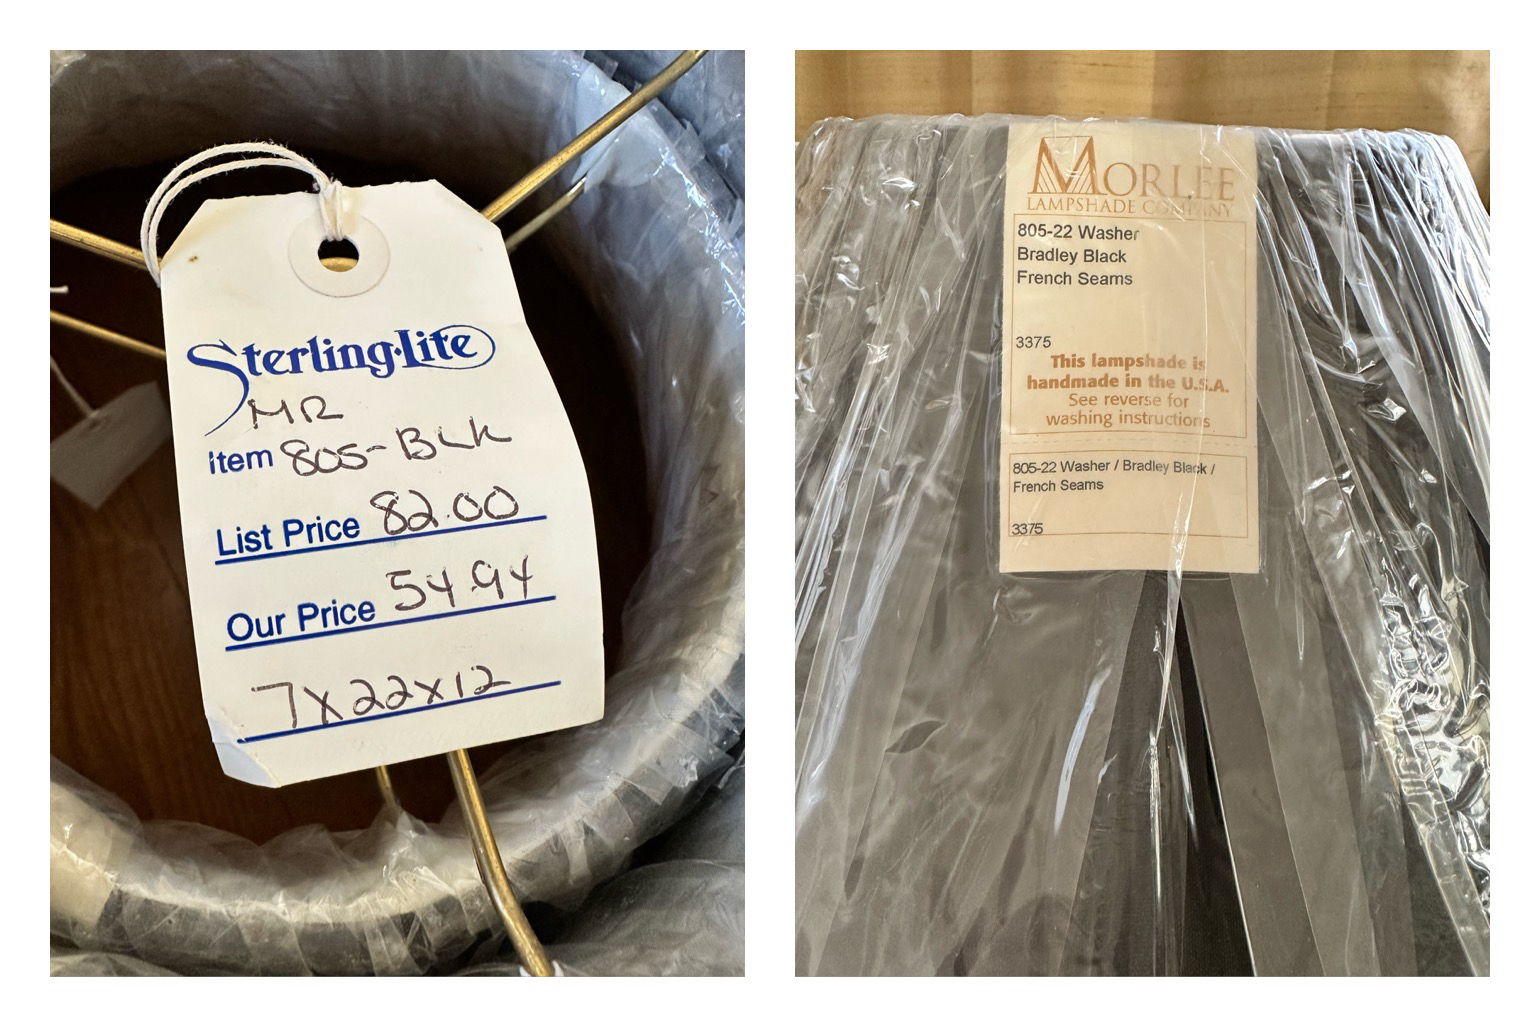 Sterling·Lite
MR
item 805-BLK
List Price 82.00
Our Price 54.94
7x22x12
MORLEE
LAMPSHADE COMPANY
805-22 Washer
Bradley Black
French Seams
3375
This lampshade is
handmade in the U.S.A.
See reverse for
washing instructions
805-22 Washer / Bradley Black /
French Seams
3375